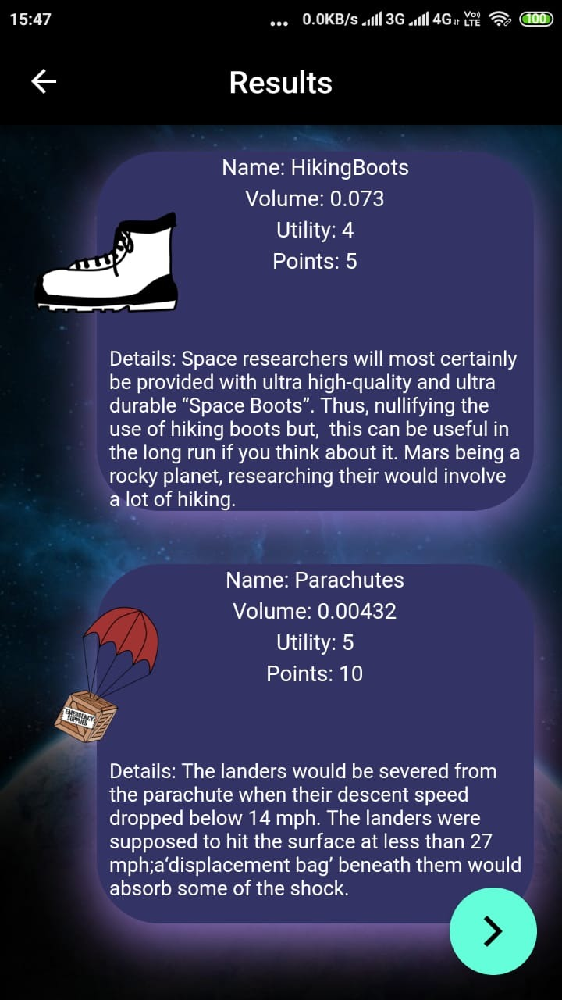 15:47
... 0.0KB/s 3G 4G Vo) LTE 100
Results
Name: HikingBoots
Volume: 0.073
Utility: 4
Points: 5
Details: Space researchers will most certainly
be provided with ultra high-quality and ultra
durable “Space Boots”. Thus, nullifying the
use of hiking boots but,  this can be useful in
the long run if you think about it. Mars being a
rocky planet, researching their would involve
a lot of hiking.
Name: Parachutes
Volume: 0.00432
Utility: 5
Points: 10
EMERGENCY
SUPPLIES
Details: The landers would be severed from
the parachute when their descent speed
dropped below 14 mph. The landers were
supposed to hit the surface at less than 27
mph;a‘displacement bag’ beneath them would
absorb some of the shock.